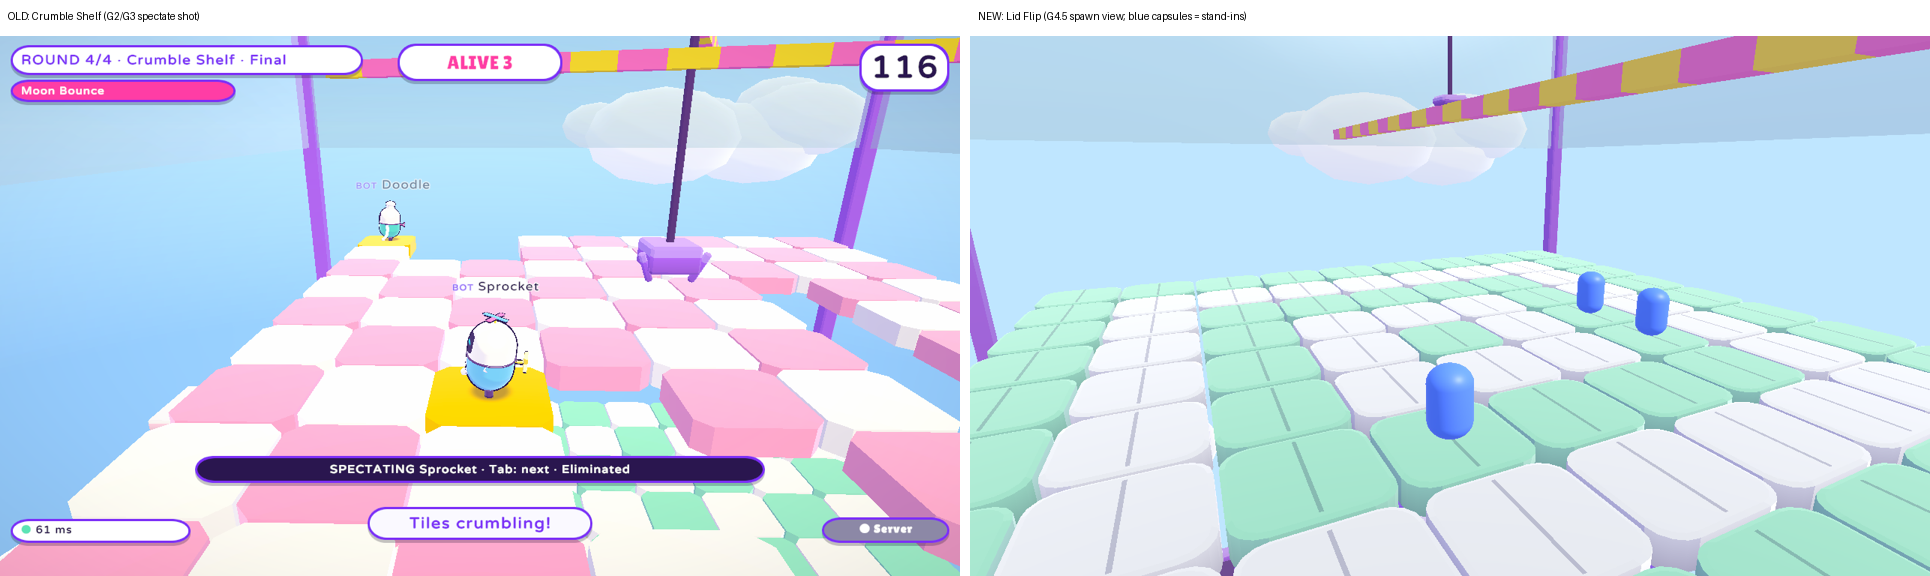 OLD: Crumble Shelf (G2/G3 spectate shot)
NEW: Lid Flip (G4.5 spawn view; blue capsules = stand-ins)
ROUND 4/4 · Crumble Shelf · Final
ALIVE 3
116
Moon Bounce
BOT Doodle
BOT Sprocket
SPECTATING Sprocket · Tab: next · Eliminated
Tiles crumbling!
61 ms
Server